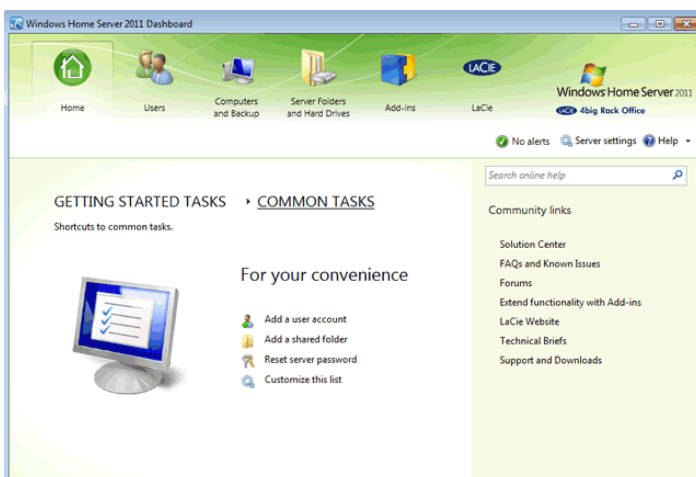 Windows Home Server 2011 Dashboard
Home
Users
Computers
and Backup
Server Folders
and Hard Drives
Add-Ins
LACIE
LaCie
Windows Home Server 2011
LACIE 4big Rack Office
No alerts
Server settings
Help
GETTING STARTED TASKS
COMMON TASKS
Shortcuts to common tasks.
For your convenience
Add a user account
Add a shared folder
Reset server password
Customize this list
Search online help
Community links
Solution Center
FAQs and Known Issues
Forums
Extend functionality with Add-ins
LaCie Website
Technical Briefs
Support and Downloads